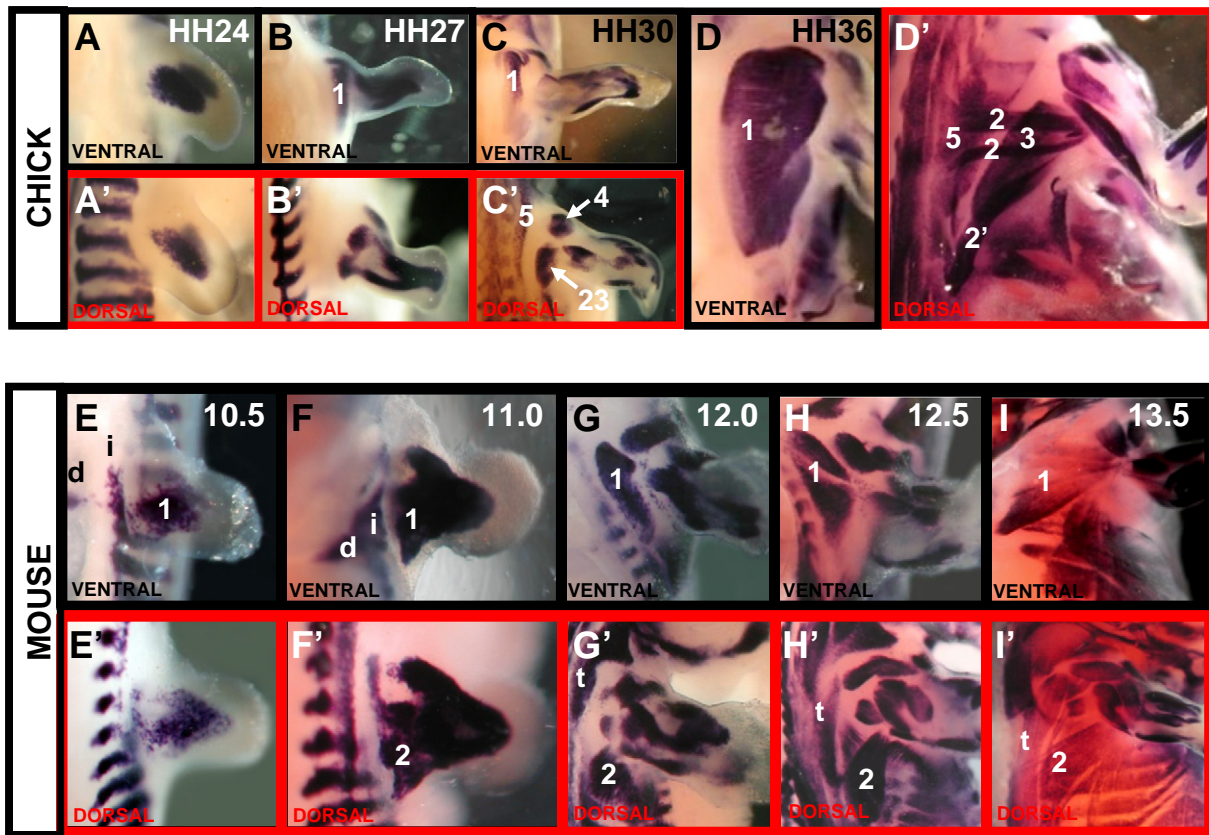 CHICK
A HH24
VENTRAL
B HH27
1
VENTRAL
C HH30
1
VENTRAL
D HH36
1
VENTRAL
D'
2
5 3
2
2'
DORSAL
A'
DORSAL
B'
DORSAL
C'
5 4
23
DORSAL
MOUSE
E 10.5
i
d
1
VENTRAL
F 11.0
i
1
d
VENTRAL
G 12.0
1
VENTRAL
H 12.5
1
VENTRAL
I 13.5
1
VENTRAL
E'
DORSAL
F'
2
DORSAL
G'
t
2
DORSAL
H'
t
2
DORSAL
I'
t
2
DORSAL